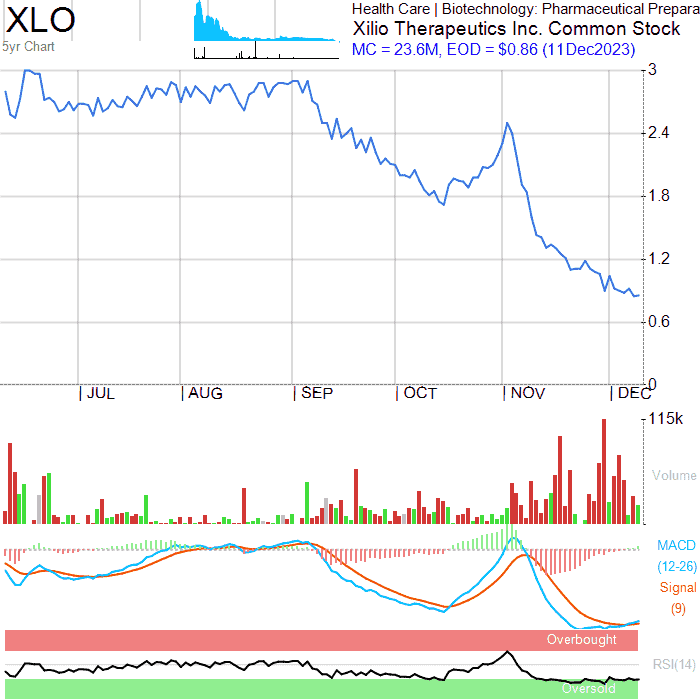 XLO
5yr Chart
Health Care | Biotechnology: Pharmaceutical Prepara
Xilio Therapeutics Inc. Common Stock
MC = 23.6M, EOD = $0.86 (11Dec2023)
3
2.4
1.8
1.2
0.6
0
JUL AUG SEP OCT NOV DEC
115k
Volume
MACD
(12-26)
Signal
(9)
Overbought
RSI(14)
Oversold